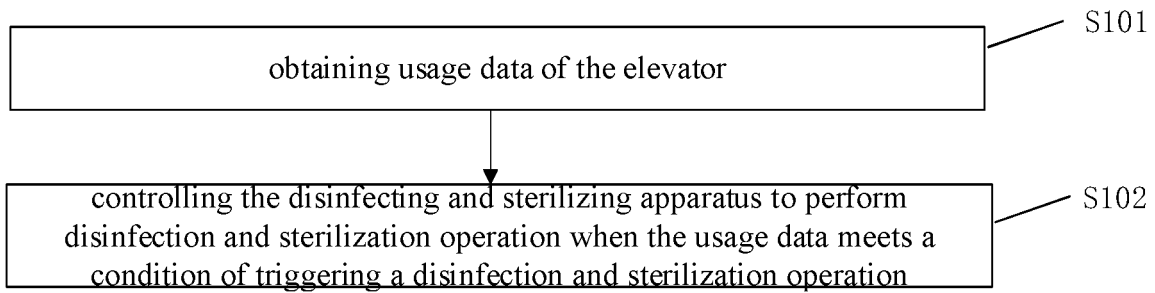 S101
obtaining usage data of the elevator
controlling the disinfecting and sterilizing apparatus to perform
S102
disinfection and sterilization operation when the usage data meets a
condition of triggering a disinfection and sterilization operation